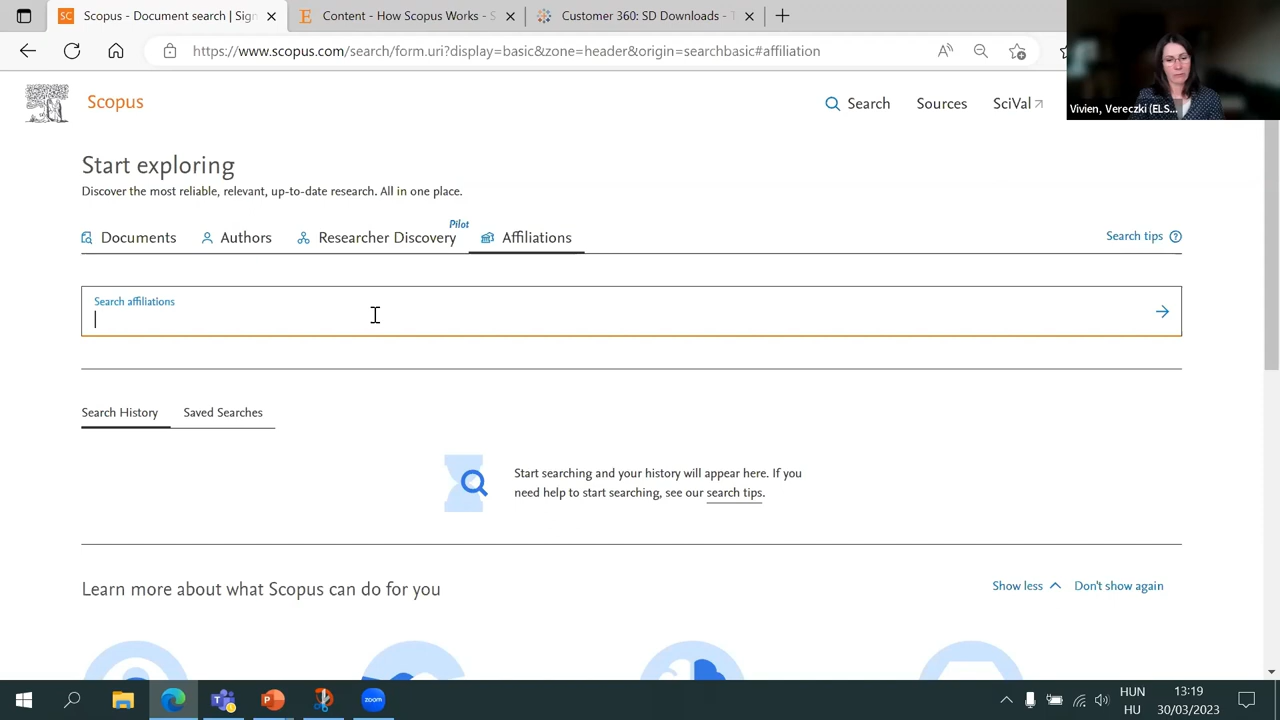 SC Scopus - Document search | Sign
Content - How Scopus Works - S
Customer 360: SD Downloads - T
https://www.scopus.com/search/form.uri?display=basic&zone=header&origin=searchbasic#affiliation
Vivien, Vereczki (ELS...
Scopus
Search
Sources
SciVal
Start exploring
Discover the most reliable, relevant, up-to-date research. All in one place.
Documents
Authors
Researcher Discovery
Pilot
Affiliations
Search tips
Search affiliations
Search History
Saved Searches
Start searching and your history will appear here. If you
need help to start searching, see our search tips.
Learn more about what Scopus can do for you
Show less
Don't show again
zoom
HUN
HU
13:19
30/03/2023